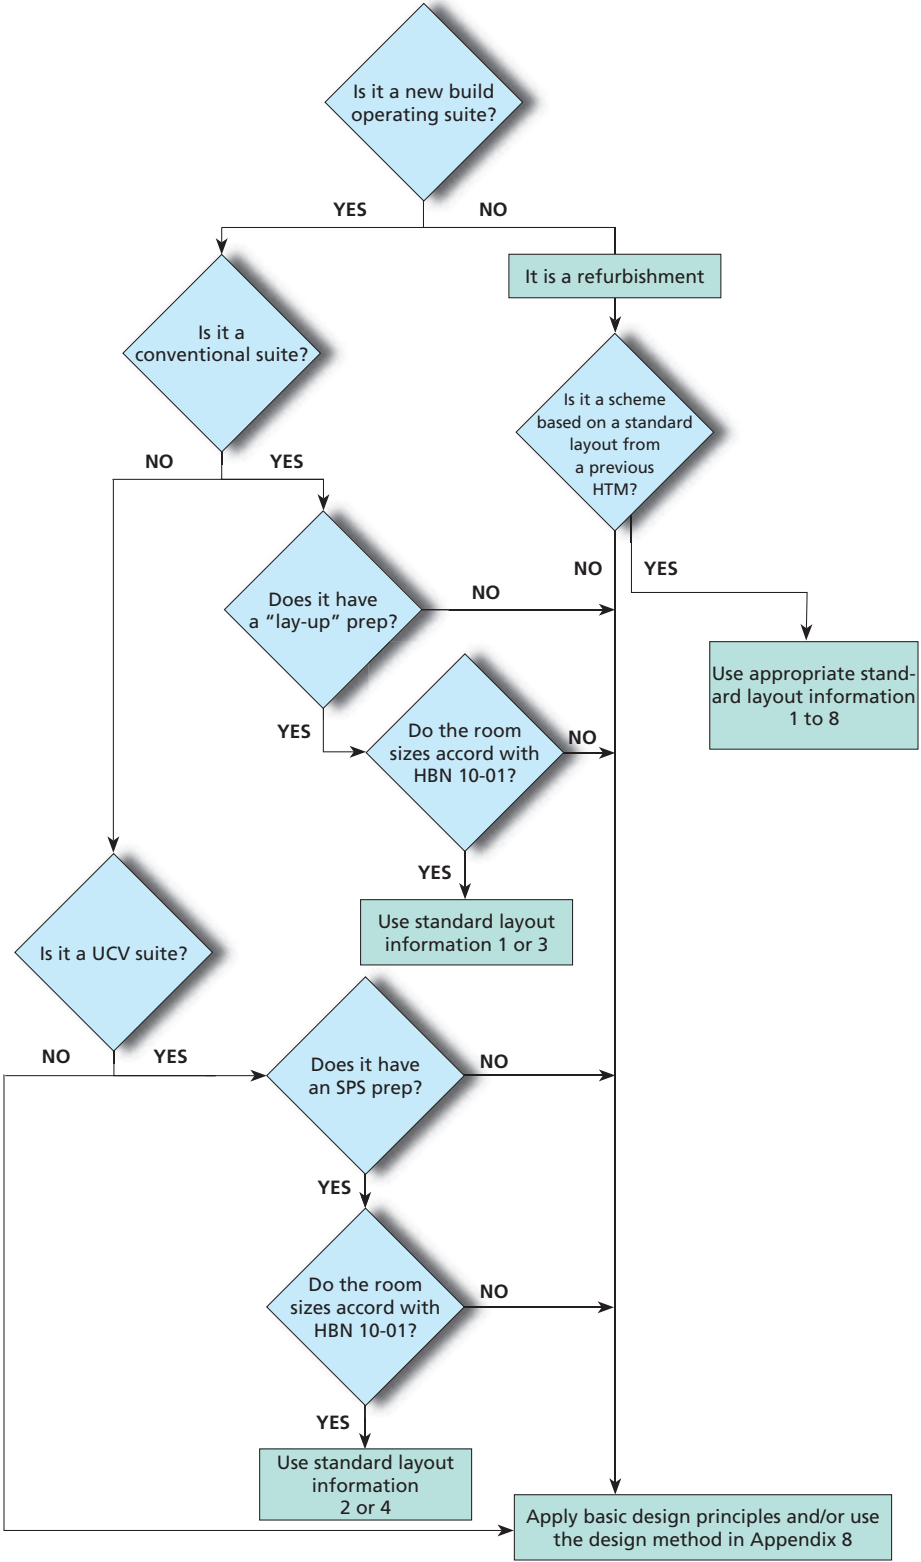 Is it a new build
operating suite?
YES
NO
It is a refurbishment
Is it a
conventional suite?
Is it a scheme
based on a standard
layout from
a previous
HTM?
NO
YES
NO
YES
Does it have
a “lay-up” prep?
NO
Use appropriate stand-
ard layout information
1 to 8
YES
Do the room
sizes accord with
HBN 10-01?
NO
YES
Use standard layout
information 1 or 3
Is it a UCV suite?
NO
YES
Does it have
an SPS prep?
NO
YES
Do the room
sizes accord with
HBN 10-01?
NO
YES
Use standard layout
information
2 or 4
Apply basic design principles and/or use
the design method in Appendix 8